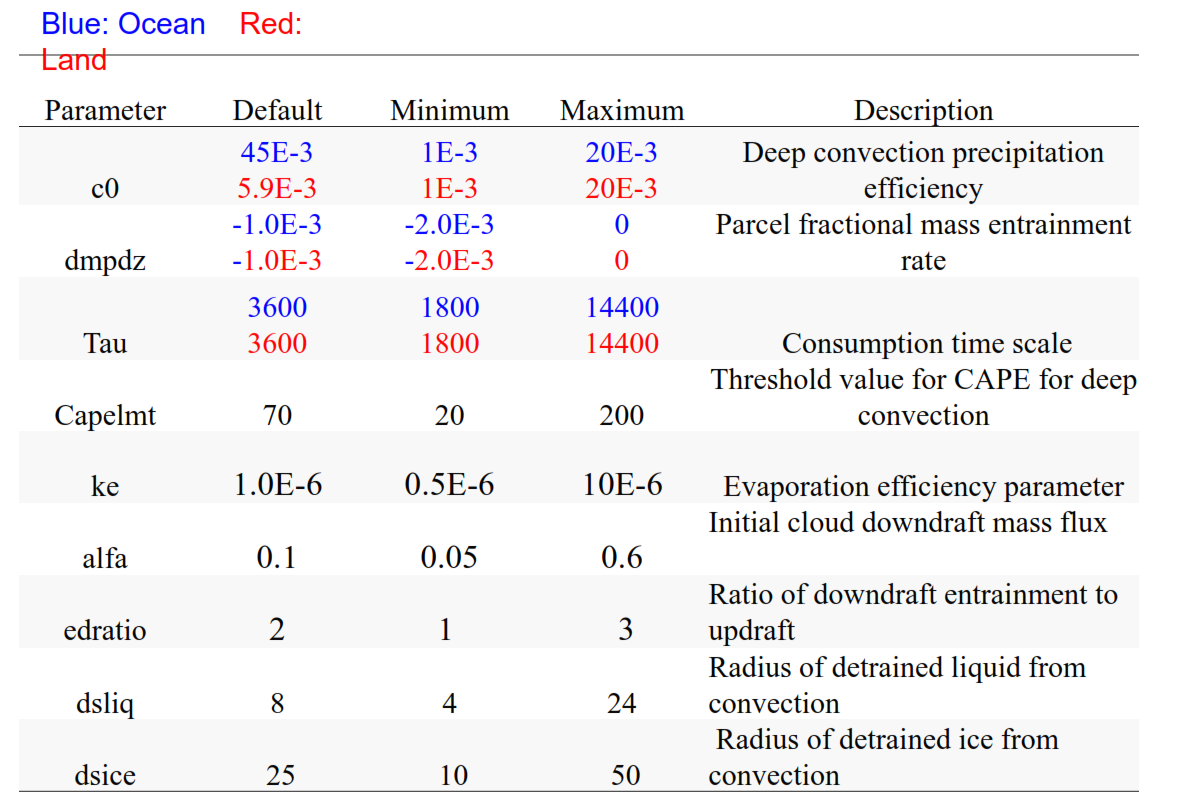 Blue: Ocean Red:
Land
Parameter Default Minimum Maximum Description
45E-3 1E-3 20E-3 Deep convection precipitation
c0 5.9E-3 1E-3 20E-3 efficiency
-1.0E-3 -2.0E-3 0 Parcel fractional mass entrainment
dmpdz -1.0E-3 -2.0E-3 0 rate
3600 1800 14400
Tau 3600 1800 14400 Consumption time scale
Threshold value for CAPE for deep
Capelmt 70 20 200 convection
ke 1.0E-6 0.5E-6 10E-6 Evaporation efficiency parameter
Initial cloud downdraft mass flux
alfa 0.1 0.05 0.6
Ratio of downdraft entrainment to
edratio 2 1 3 updraft
Radius of detrained liquid from
dsliq 8 4 24 convection
Radius of detrained ice from
dsice 25 10 50 convection